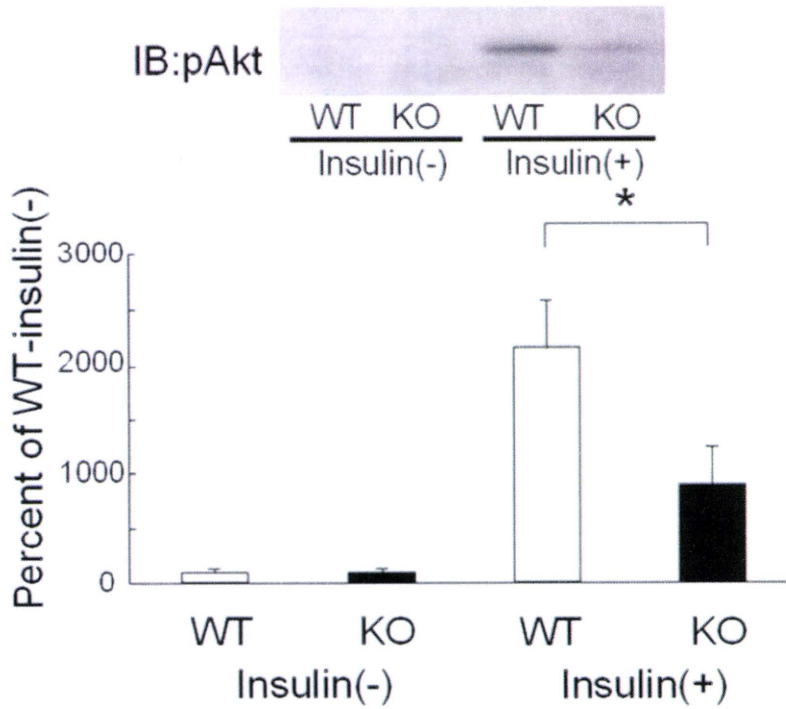 IB:pAkt
WT KO WT KO
Insulin(-) Insulin(+)
*
Percent of WT-insulin(-)
3000
2000
1000
0
WT KO WT KO
Insulin(-) Insulin(+)